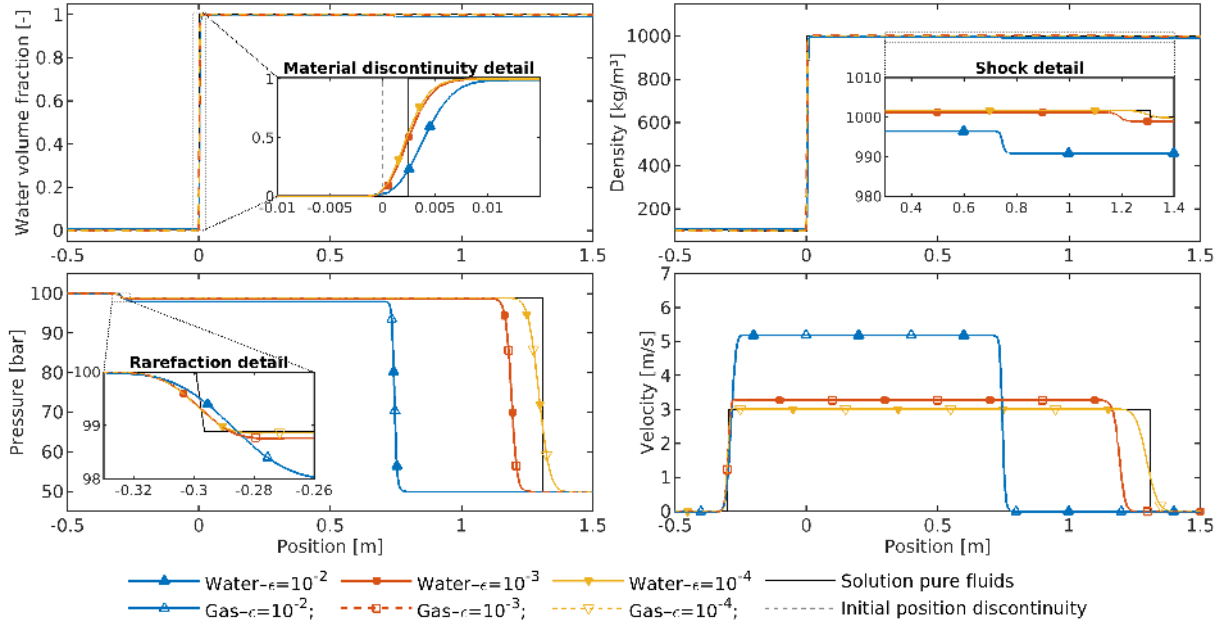 Water volume fraction [-]
1
0.8
0.6
0.4
0.2
0
-0.5 0 0.5 1 1.5
Material discontinuity detail
1
0.5
0
-0.01 -0.005 0 0.005 0.01
Density [kg/m³]
1000
800
600
400
200
-0.5 0 0.5 1 1.5
Shock detail
1010
1000
990
980
0.4 0.6 0.8 1 1.2 1.4
Pressure [bar]
100
90
80
70
60
50
-0.5 0 0.5 1 1.5
Position [m]
Rarefaction detail
100
99
98
-0.32 -0.3 -0.28 -0.26
Velocity [m/s]
7
6
5
4
3
2
1
0
-0.5 0 0.5 1 1.5
Position [m]
Water-ϵ=10⁻² Water-ϵ=10⁻³ Water-ϵ=10⁻⁴ Solution pure fluids
Gas-ϵ=10⁻²; Gas-ϵ=10⁻³; Gas-ϵ=10⁻⁴; Initial position discontinuity